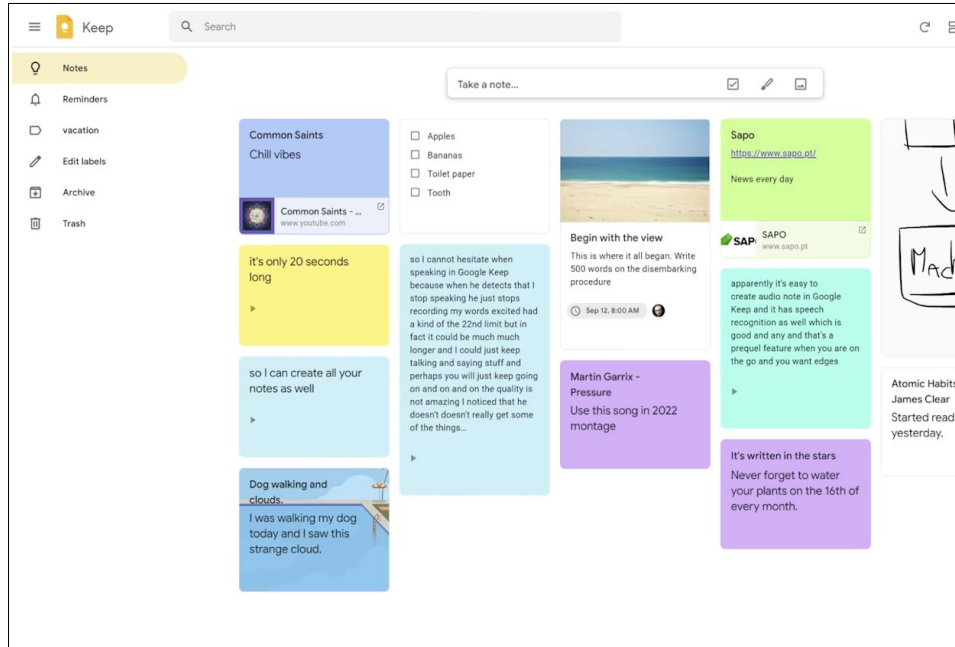 Keep
Search
Notes
Reminders
vacation
Edit labels
Archive
Trash
Take a note...
Common Saints
Chill vibes
Common Saints - ...
www.youtube.com
it's only 20 seconds
long
so I can create all your
notes as well
Dog walking and
clouds.
I was walking my dog
today and I saw this
strange cloud.
Apples
Bananas
Toilet paper
Tooth
so I cannot hesitate when
speaking in Google Keep
because when he detects that I
stop speaking he just stops
recording my words excited had
a kind of the 22nd limit but in
fact it could be much much
longer and I could just keep
talking and saying stuff and
perhaps you will just keep going
on and on and on the quality is
not amazing I noticed that he
doesn't doesn't really get some
of the things...
Begin with the view
This is where it all began. Write
500 words on the disembarking
procedure
Sep 12, 8:00 AM
Martin Garrix -
Pressure
Use this song in 2022
montage
Sapo
https://www.sapo.pt/
News every day
SAP
SAPO
www.sapo.pt
apparently it's easy to
create audio note in Google
Keep and it has speech
recognition as well which is
good and any and that's a
prequel feature when you are on
the go and you want edges
It's written in the stars
Never forget to water
your plants on the 16th of
every month.
Mach
Atomic Habits
James Clear
Started read
yesterday.